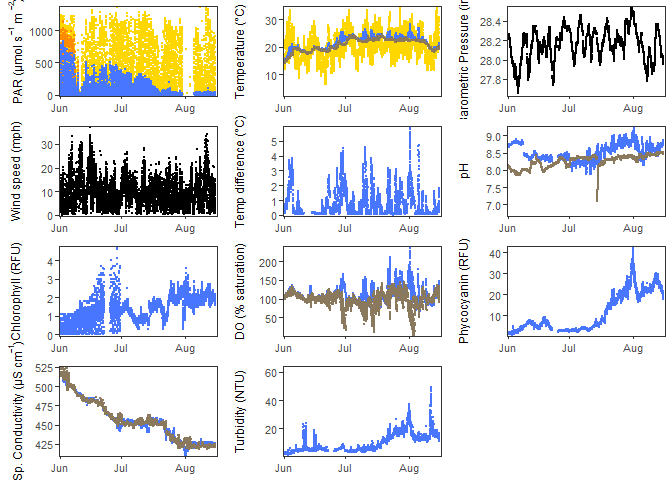 PAR (μmol s⁻¹ m⁻²)
1000
500
0
Jun
Jul
Aug
Temperature (°C)
30
20
10
Jun
Jul
Aug
Barometric Pressure
28.4
28.2
28.0
27.8
Jun
Jul
Aug
Wind speed (mph)
30
20
10
0
Jun
Jul
Aug
Temp difference (°C)
5
4
3
2
1
0
Jun
Jul
Aug
pH
9.0
8.5
8.0
7.5
7.0
Jun
Jul
Aug
Chlorophyll (RFU)
4
3
2
1
0
Jun
Jul
Aug
DO (% saturation)
200
150
100
50
Jun
Jul
Aug
Phycocyanin (RFU)
40
30
20
10
Jun
Jul
Aug
Sp. Conductivity (μS cm⁻¹)
525
500
475
450
425
Jun
Jul
Aug
Turbidity (NTU)
60
40
20
Jun
Jul
Aug